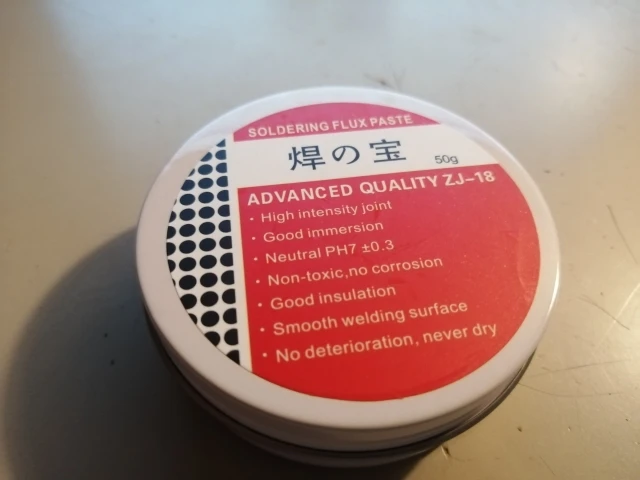 SOLDERING FLUX PASTE
焊の宝 50g
ADVANCED QUALITY ZJ-18
· High intensity joint
· Good immersion
· Neutral PH7 ±0.3
· Non-toxic,no corrosion
· Good insulation
· Smooth welding surface
· No deterioration, never dry